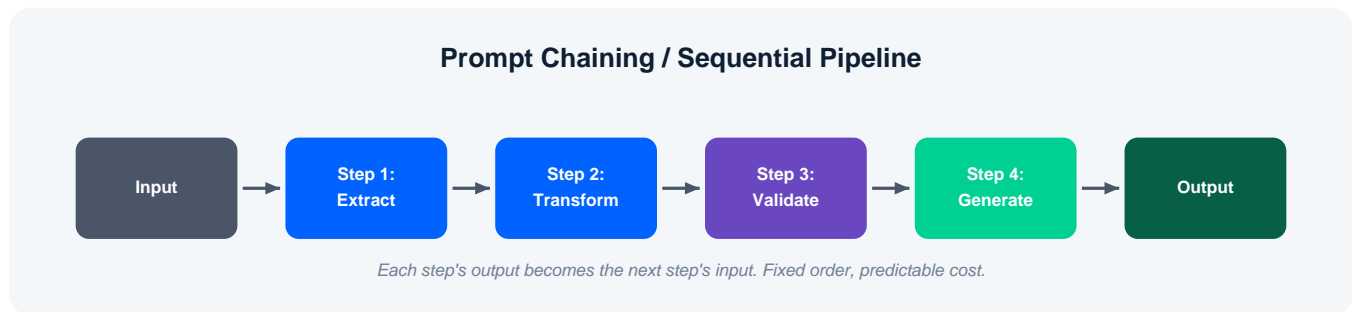 Prompt Chaining / Sequential Pipeline
Input
Step 1:
Extract
Step 2:
Transform
Step 3:
Validate
Step 4:
Generate
Output
Each step's output becomes the next step's input. Fixed order, predictable cost.